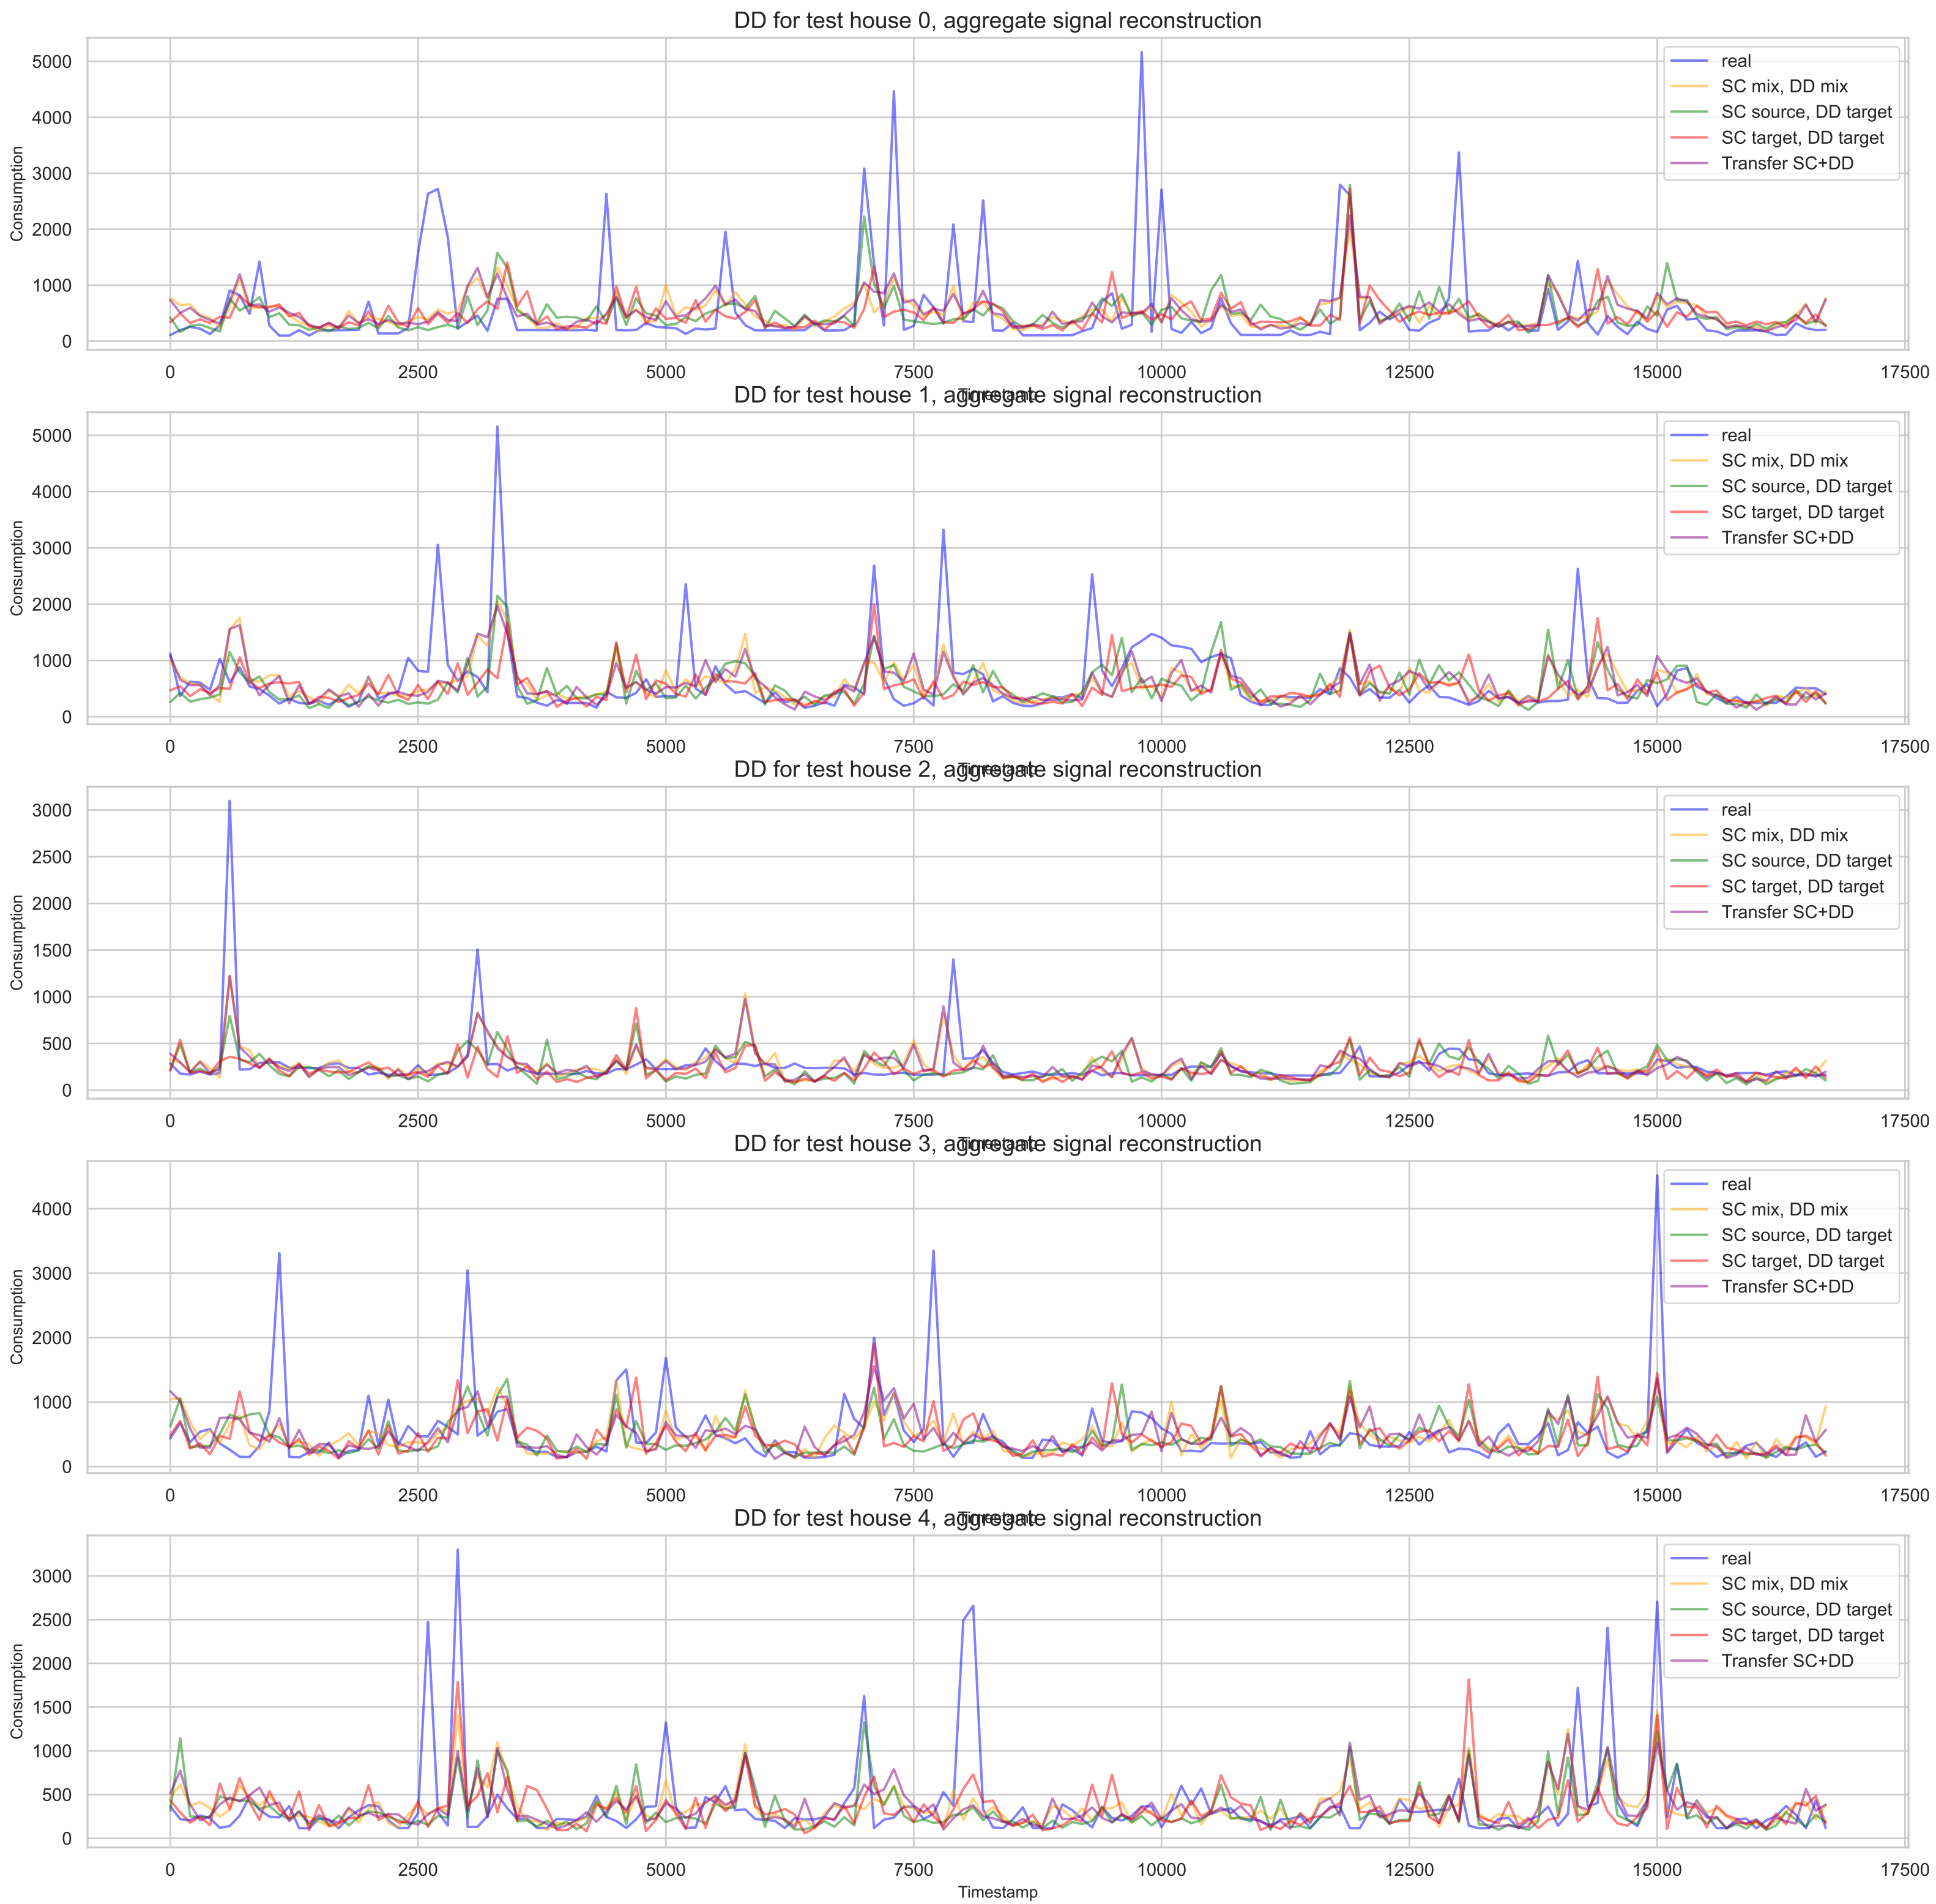 DD for test house 0, aggregate signal reconstruction
5000
4000
3000
2000
1000
0
Consumption
real
SC mix, DD mix
SC source, DD target
SC target, DD target
Transfer SC+DD
0 2500 5000 7500 10000 12500 15000 17500
Timestamp
DD for test house 1, aggregate signal reconstruction
5000
4000
3000
2000
1000
0
Consumption
real
SC mix, DD mix
SC source, DD target
SC target, DD target
Transfer SC+DD
0 2500 5000 7500 10000 12500 15000 17500
Timestamp
DD for test house 2, aggregate signal reconstruction
3000
2500
2000
1500
1000
500
0
Consumption
real
SC mix, DD mix
SC source, DD target
SC target, DD target
Transfer SC+DD
0 2500 5000 7500 10000 12500 15000 17500
Timestamp
DD for test house 3, aggregate signal reconstruction
4000
3000
2000
1000
0
Consumption
real
SC mix, DD mix
SC source, DD target
SC target, DD target
Transfer SC+DD
0 2500 5000 7500 10000 12500 15000 17500
Timestamp
DD for test house 4, aggregate signal reconstruction
3000
2500
2000
1500
1000
500
0
Consumption
real
SC mix, DD mix
SC source, DD target
SC target, DD target
Transfer SC+DD
0 2500 5000 7500 10000 12500 15000 17500
Timestamp